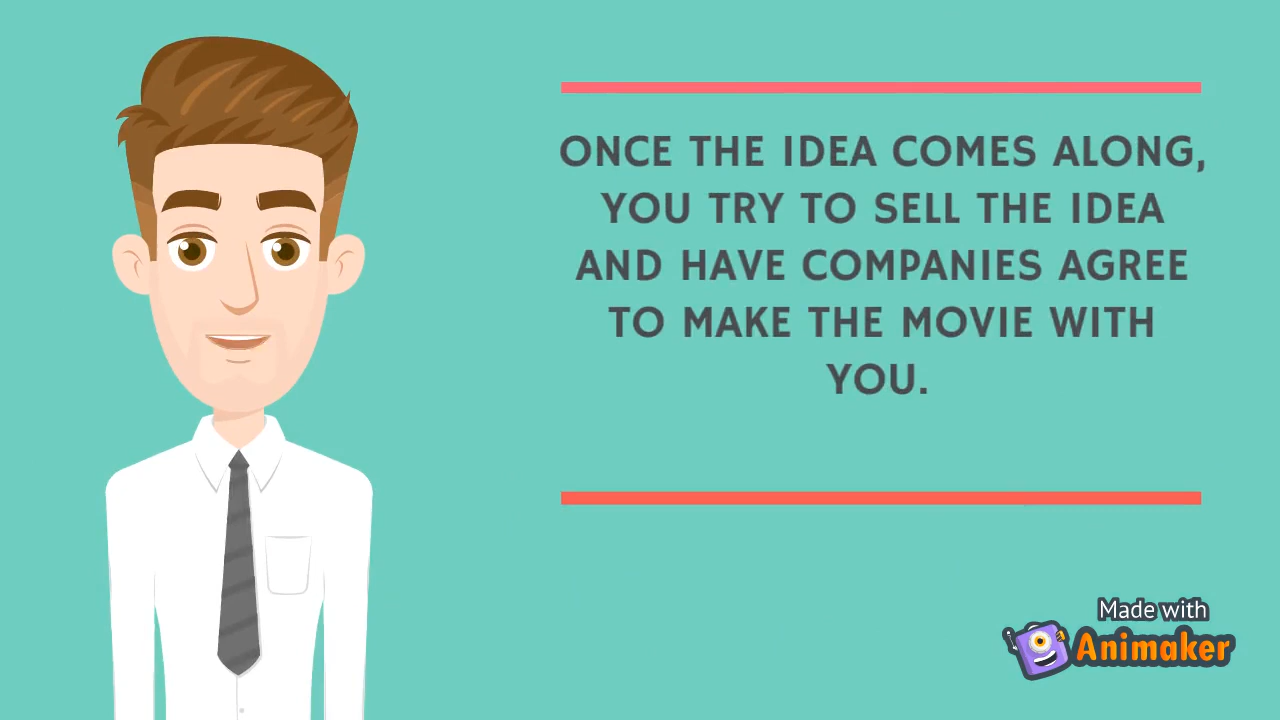 ONCE THE IDEA COMES ALONG,
YOU TRY TO SELL THE IDEA
AND HAVE COMPANIES AGREE
TO MAKE THE MOVIE WITH
YOU.
Made with
Animaker